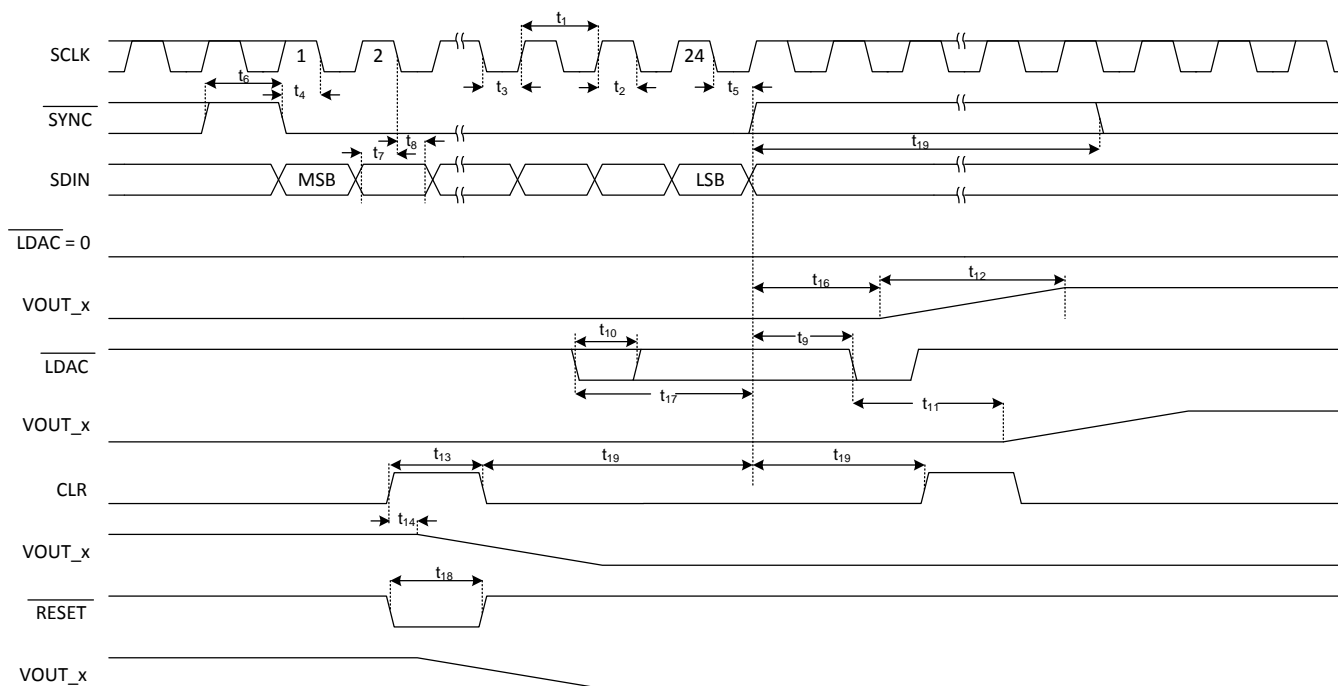 t1
SCLK 1 2 24
t6 t4 t3 t2 t5
SYNC
t7 t8 t19
SDIN MSB LSB
LDAC = 0
t16 t12
VOUT_x
t10 t9
LDAC
t17 t11
VOUT_x
t13 t19 t19
CLR
t14
VOUT_x
t18
RESET
VOUT_x